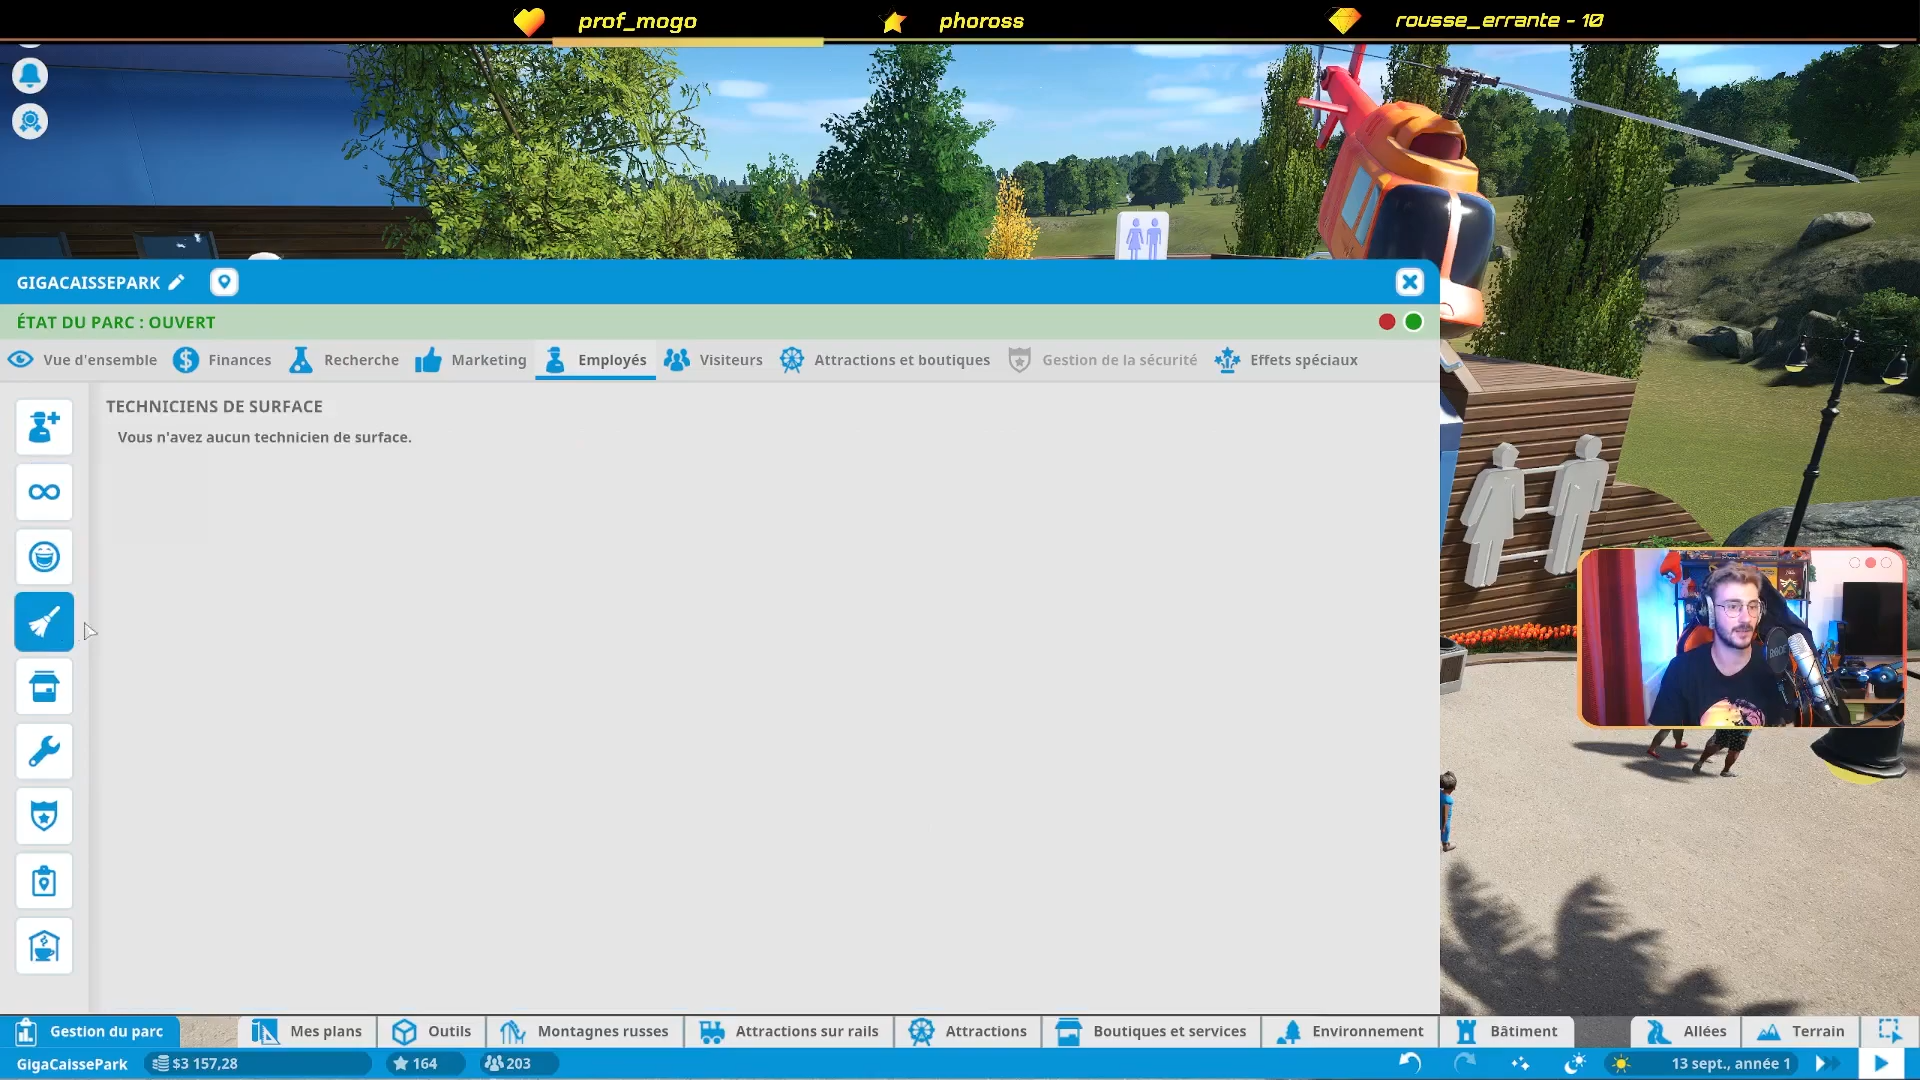 prof_mogo
phoross
rousse_errante - 10
GIGACAISSEPARK
ÉTAT DU PARC : OUVERT
Vue d'ensemble
Finances
Recherche
Marketing
Employés
Visiteurs
Attractions et boutiques
Gestion de la sécurité
Effets spéciaux
TECHNICIENS DE SURFACE
Vous n'avez aucun technicien de surface.
Gestion du parc
Mes plans
Outils
Montagnes russes
Attractions sur rails
Attractions
Boutiques et services
Environnement
Bâtiment
Allées
Terrain
GigaCaissePark
$3 157,28
164
203
13 sept., année 1